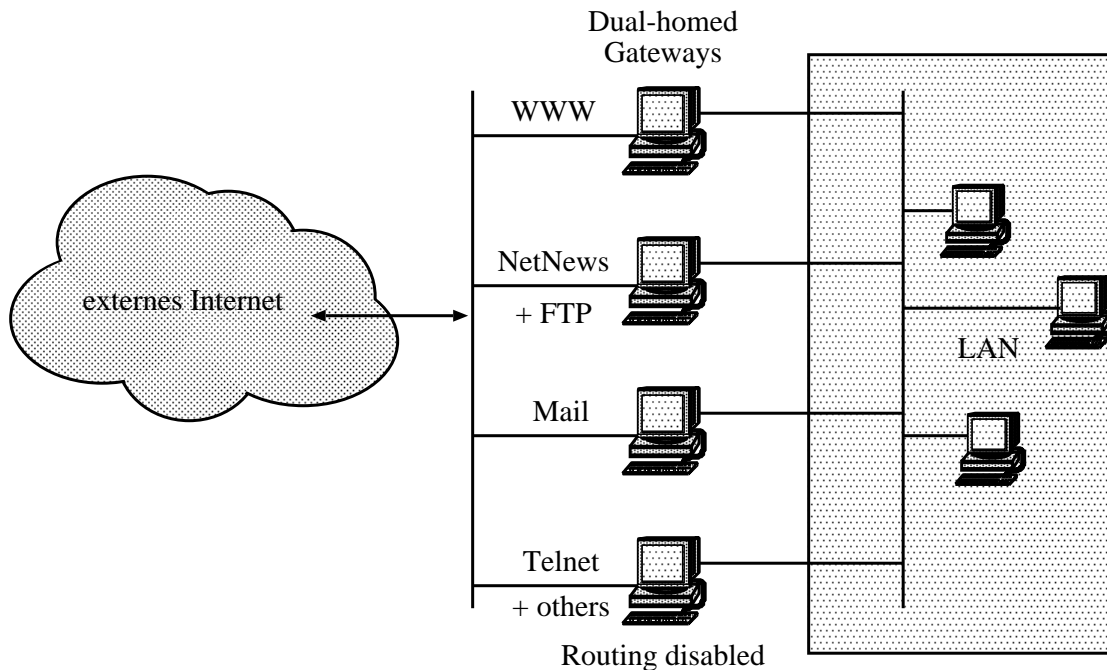 Dual-homed
Gateways
WWW
NetNews
+ FTP
externes Internet
LAN
Mail
Telnet
+ others
Routing disabled